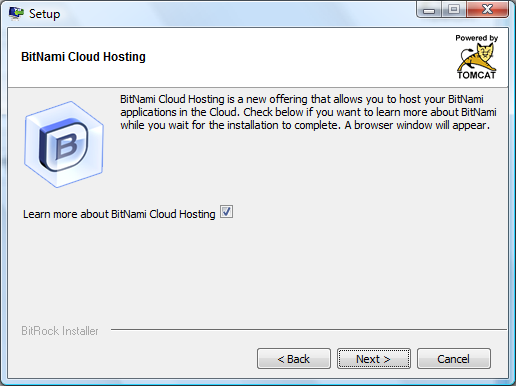 Setup
BitNami Cloud Hosting
Powered by
TOMCAT
BitNami Cloud Hosting is a new offering that allows you to host your BitNami
applications in the Cloud. Check below if you want to learn more about BitNami
while you wait for the installation to complete. A browser window will appear.
B
Learn more about BitNami Cloud Hosting
BitRock Installer
< Back
Next >
Cancel